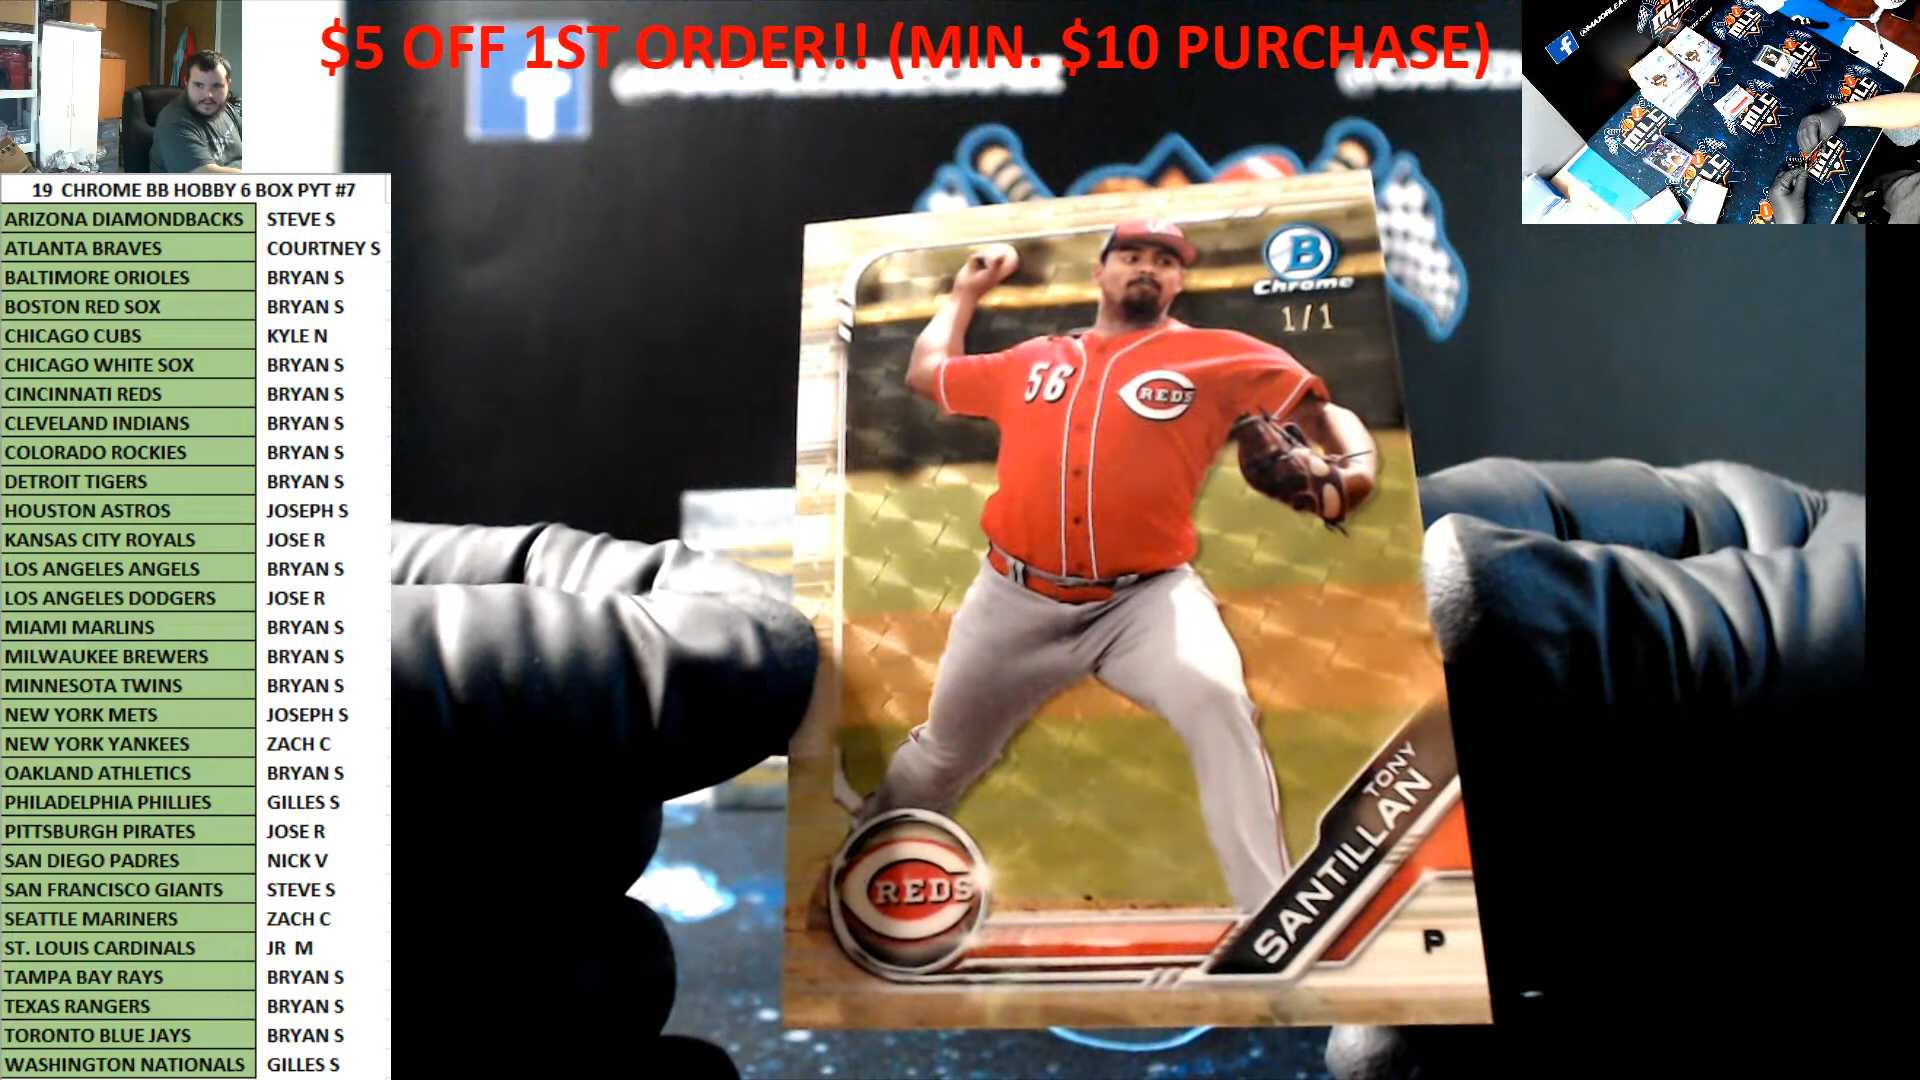 $5 OFF 1ST ORDER!! (MIN. $10 PURCHASE)
19 CHROME BB HOBBY 6 BOX PYT #7
ARIZONA DIAMONDBACKS STEVE S
ATLANTA BRAVES COURTNEY S
BALTIMORE ORIOLES BRYAN S
BOSTON RED SOX BRYAN S
CHICAGO CUBS KYLE N
CHICAGO WHITE SOX BRYAN S
CINCINNATI REDS BRYAN S
CLEVELAND INDIANS BRYAN S
COLORADO ROCKIES BRYAN S
DETROIT TIGERS BRYAN S
HOUSTON ASTROS JOSEPH S
KANSAS CITY ROYALS JOSE R
LOS ANGELES ANGELS BRYAN S
LOS ANGELES DODGERS JOSE R
MIAMI MARLINS BRYAN S
MILWAUKEE BREWERS BRYAN S
MINNESOTA TWINS BRYAN S
NEW YORK METS JOSEPH S
NEW YORK YANKEES ZACH C
OAKLAND ATHLETICS BRYAN S
PHILADELPHIA PHILLIES GILLES S
PITTSBURGH PIRATES JOSE R
SAN DIEGO PADRES NICK V
SAN FRANCISCO GIANTS STEVE S
SEATTLE MARINERS ZACH C
ST. LOUIS CARDINALS JR M
TAMPA BAY RAYS BRYAN S
TEXAS RANGERS BRYAN S
TORONTO BLUE JAYS BRYAN S
WASHINGTON NATIONALS GILLES S
B
Chrome
1/1
56
REDS
TONY
SANTILLAN
REDS
P
MLC
MLC
MLC
MLC